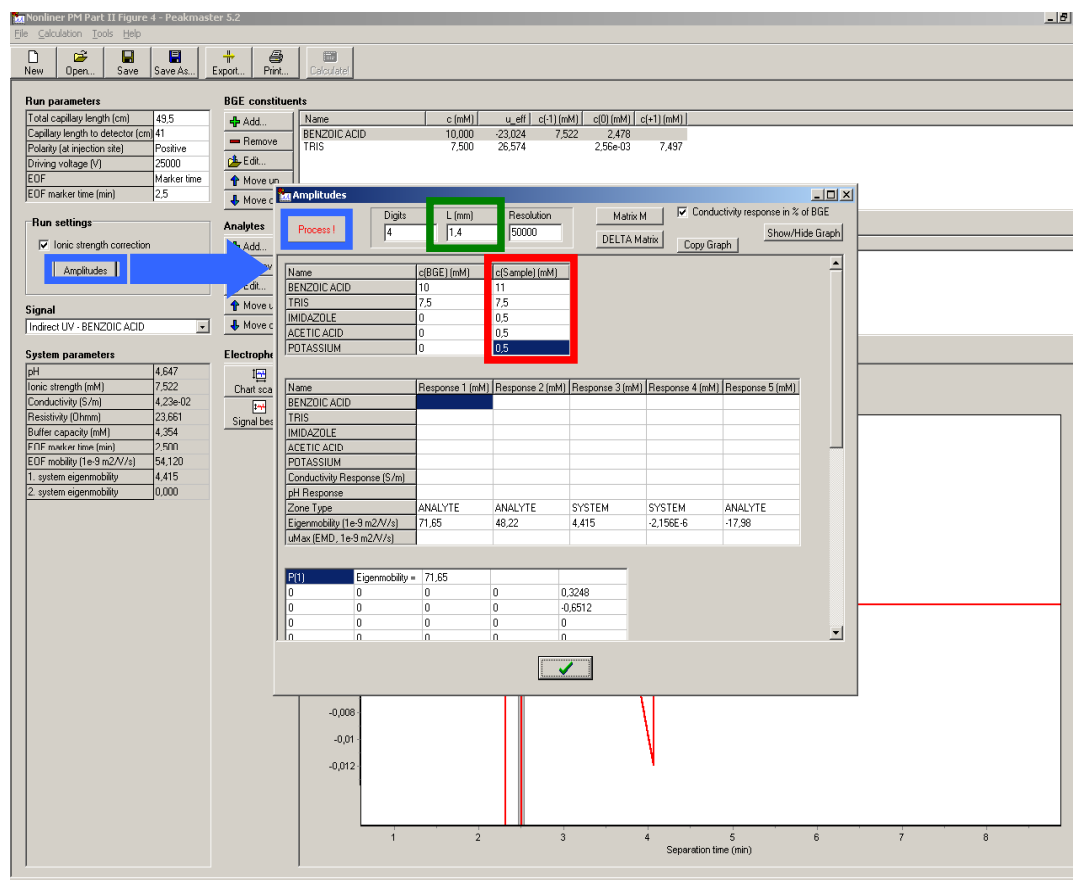 Nonliner PM Part II Figure 4 - Peakmaster 5.2
File Calculation Tools Help
New Open... Save Save As... Export... Print... Calculate!
Run parameters
Total capillary length (cm) 49,5
Capillary length to detector (cm) 41
Polarity (at injection site) Positive
Driving voltage (V) 25000
EOF Marker time
EOF marker time (min) 2,5
Run settings
Ionic strength correction
Amplitudes
Signal
Indirect UV - BENZOIC ACID
System parameters
pH 4,647
Ionic strength (mM) 7,522
Conductivity (S/m) 4,23e-02
Resistivity (Ohmm) 23,661
Buffer capacity (mM) 4,354
EOF marker time (min) 2,500
EOF mobility (1e-9 m2/V/s) 54,120
1. system eigenmobility 4,415
2. system eigenmobility 0,000
BGE constituents
Add...
Remove
Edit...
Move up
Move
Name c (mM) u_eff c(-1) (mM) c(0) (mM) c(+1) (mM)
BENZOIC ACID 10,000 -23,024 7,522 2,478
TRIS 7,500 26,574 2,56e-03 7,497
Analytes
Add...
Edit...
Move u
Move
Electrophe
Chart sca
Signal bes
Amplitudes
Process !
Digits L (mm) Resolution
4 1,4 50000
Matrix M
DELTA Matrix
Conductivity response in % of BGE
Copy Graph
Show/Hide Graph
Name c(BGE) (mM) c(Sample) (mM)
BENZOIC ACID 10 11
TRIS 7,5 7,5
IMIDAZOLE 0 0,5
ACETIC ACID 0 0,5
POTASSIUM 0 0,5
Name Response 1 (mM) Response 2 (mM) Response 3 (mM) Response 4 (mM) Response 5 (mM)
BENZOIC ACID
TRIS
IMIDAZOLE
ACETIC ACID
POTASSIUM
Conductivity Response (S/m)
pH Response
Zone Type ANALYTE ANALYTE SYSTEM SYSTEM ANALYTE
Eigenmobility (1e-9 m2/V/s) 71,65 48,22 4,415 -2,156E-6 -17,98
uMax (EMD, 1e-9 m2/V/s)
P(1) Eigenmobility = 71,65
0 0 0 0 0,3248
0 0 0 0 -0,6512
0 0 0 0 0
0 0 0 0 0
-0,008
-0,01
-0,012
1 2 3 4 5 6 7 8
Separation time (min)